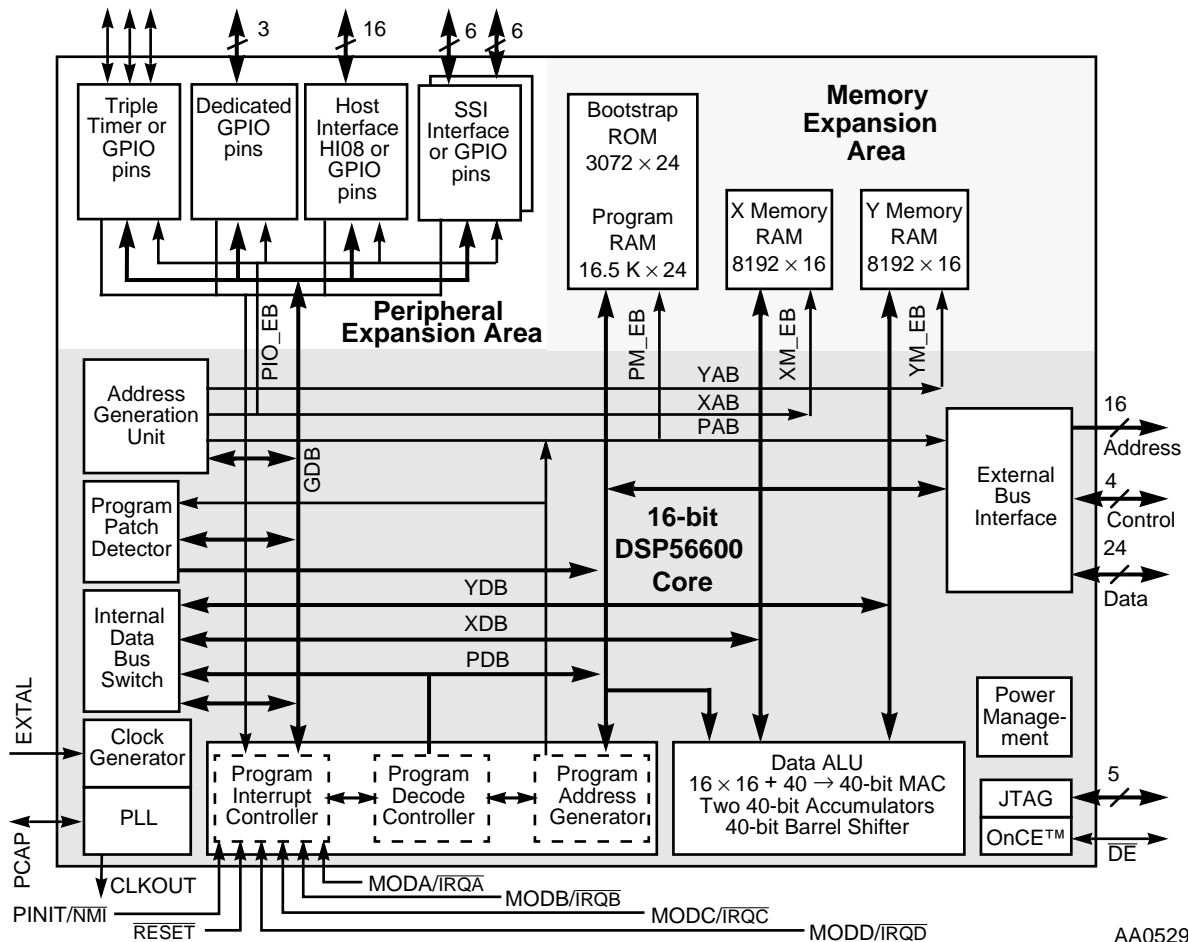 3
16
6
6
Triple
Timer or
GPIO
pins
Dedicated
GPIO
pins
Host
Interface
HI08 or
GPIO
pins
SSI
Interface
or GPIO
pins
Bootstrap
ROM
3072 × 24
Program
RAM
16.5 K × 24
Memory
Expansion
Area
X Memory
RAM
8192 × 16
Y Memory
RAM
8192 × 16
Peripheral
Expansion Area
PIO_EB
PM_EB
XM_EB
YM_EB
Address
Generation
Unit
YAB
XAB
PAB
GDB
External
Bus
Interface
16
Address
4
Control
24
Data
Program
Patch
Detector
16-bit
DSP56600
Core
YDB
XDB
PDB
Internal
Data
Bus
Switch
EXTAL
Clock
Generator
PLL
PCAP
CLKOUT
Program
Interrupt
Controller
Program
Decode
Controller
Program
Address
Generator
Data ALU
16 × 16 + 40 → 40-bit MAC
Two 40-bit Accumulators
40-bit Barrel Shifter
Power
Manage-
ment
JTAG
OnCE™
5
DE
MODA/IRQA
MODB/IRQB
MODC/IRQC
MODD/IRQD
PINIT/NMI
RESET
AA0529